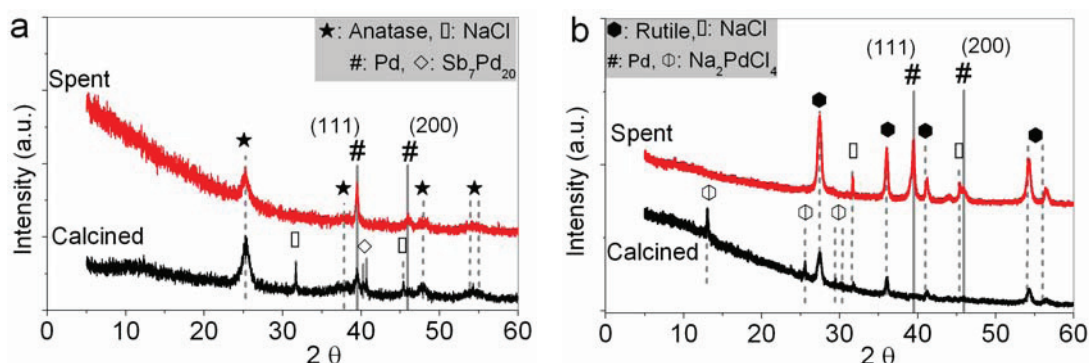 a
★: Anatase, ▯: NaCl
#: Pd, ◇: Sb₇Pd₂₀
Spent
(111)
(200)
#
#
Calcined
Intensity (a.u.)
0 10 20 30 40 50 60
2 θ
b
⬢: Rutile, ▯: NaCl
#: Pd, ⌽: Na₂PdCl₄
(111)
(200)
#
#
Spent
Calcined
Intensity (a.u.)
0 10 20 30 40 50 60
2 θ